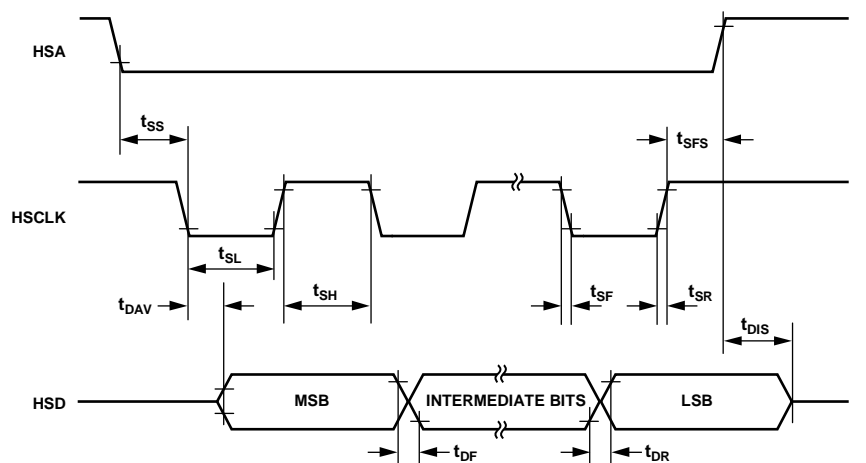 HSA
tSS
tSFS
HSCLK
tSL
tDAV
tSH
tSF
tSR
tDIS
HSD
MSB
INTERMEDIATE BITS
LSB
tDF
tDR